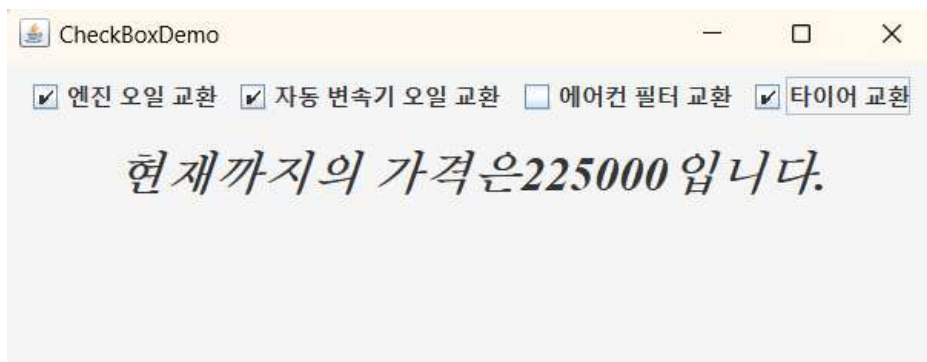 CheckBoxDemo
엔진 오일 교환 자동 변속기 오일 교환 에어컨 필터 교환 타이어 교환
현재까지의 가격은225000입니다.